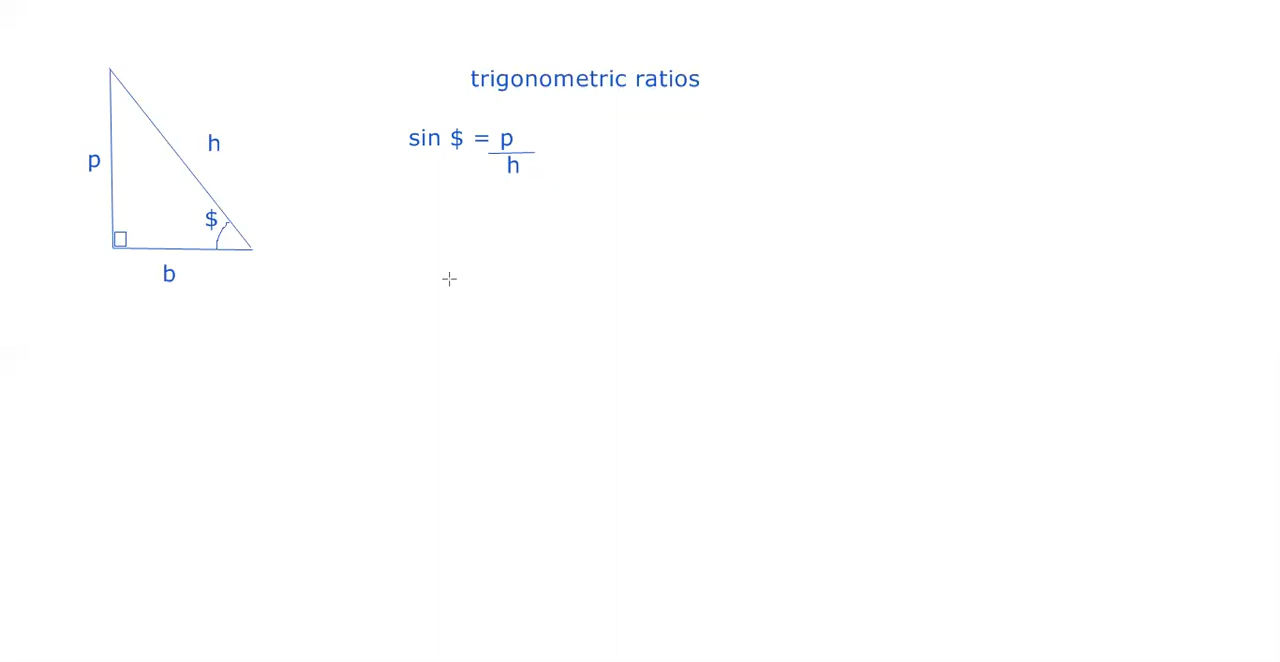 trigonometric ratios
sin $ = p
h
h
p
$
b